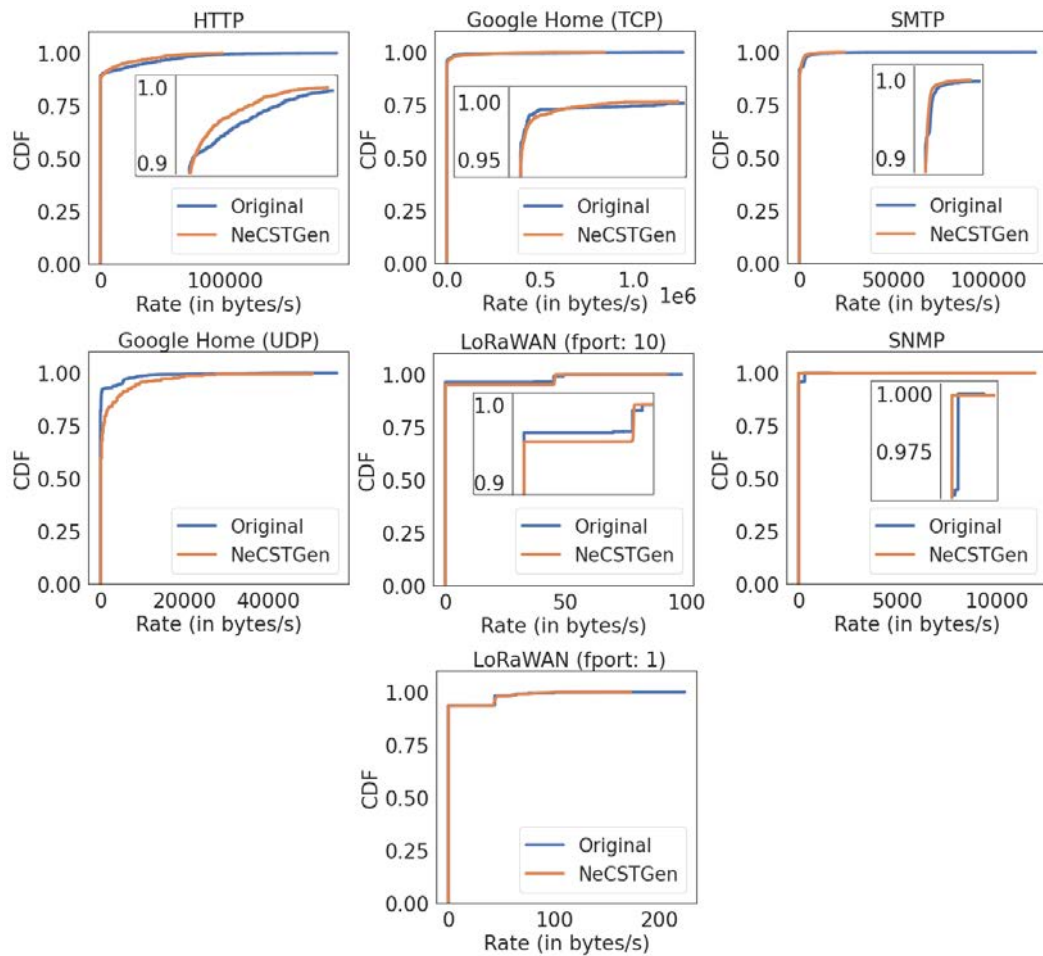 HTTP
CDF
1.00
0.75
0.50
0.25
0.00
1.0
0.9
Original
NeCSTGen
0
100000
Rate (in bytes/s)
Google Home (TCP)
CDF
1.00
0.75
0.50
0.25
0.00
1.00
0.95
Original
NeCSTGen
0.0
0.5
1.0
1e6
Rate (in bytes/s)
SMTP
CDF
1.00
0.75
0.50
0.25
0.00
1.0
0.9
Original
NeCSTGen
0
50000
100000
Rate (in bytes/s)
Google Home (UDP)
CDF
1.00
0.75
0.50
0.25
0.00
Original
NeCSTGen
0
20000
40000
Rate (in bytes/s)
LoRaWAN (fport: 10)
CDF
1.00
0.75
0.50
0.25
0.00
1.0
0.9
Original
NeCSTGen
0
50
100
Rate (in bytes/s)
SNMP
CDF
1.00
0.75
0.50
0.25
0.00
1.000
0.975
Original
NeCSTGen
0
5000
10000
Rate (in bytes/s)
LoRaWAN (fport: 1)
CDF
1.00
0.75
0.50
0.25
0.00
Original
NeCSTGen
0
100
200
Rate (in bytes/s)